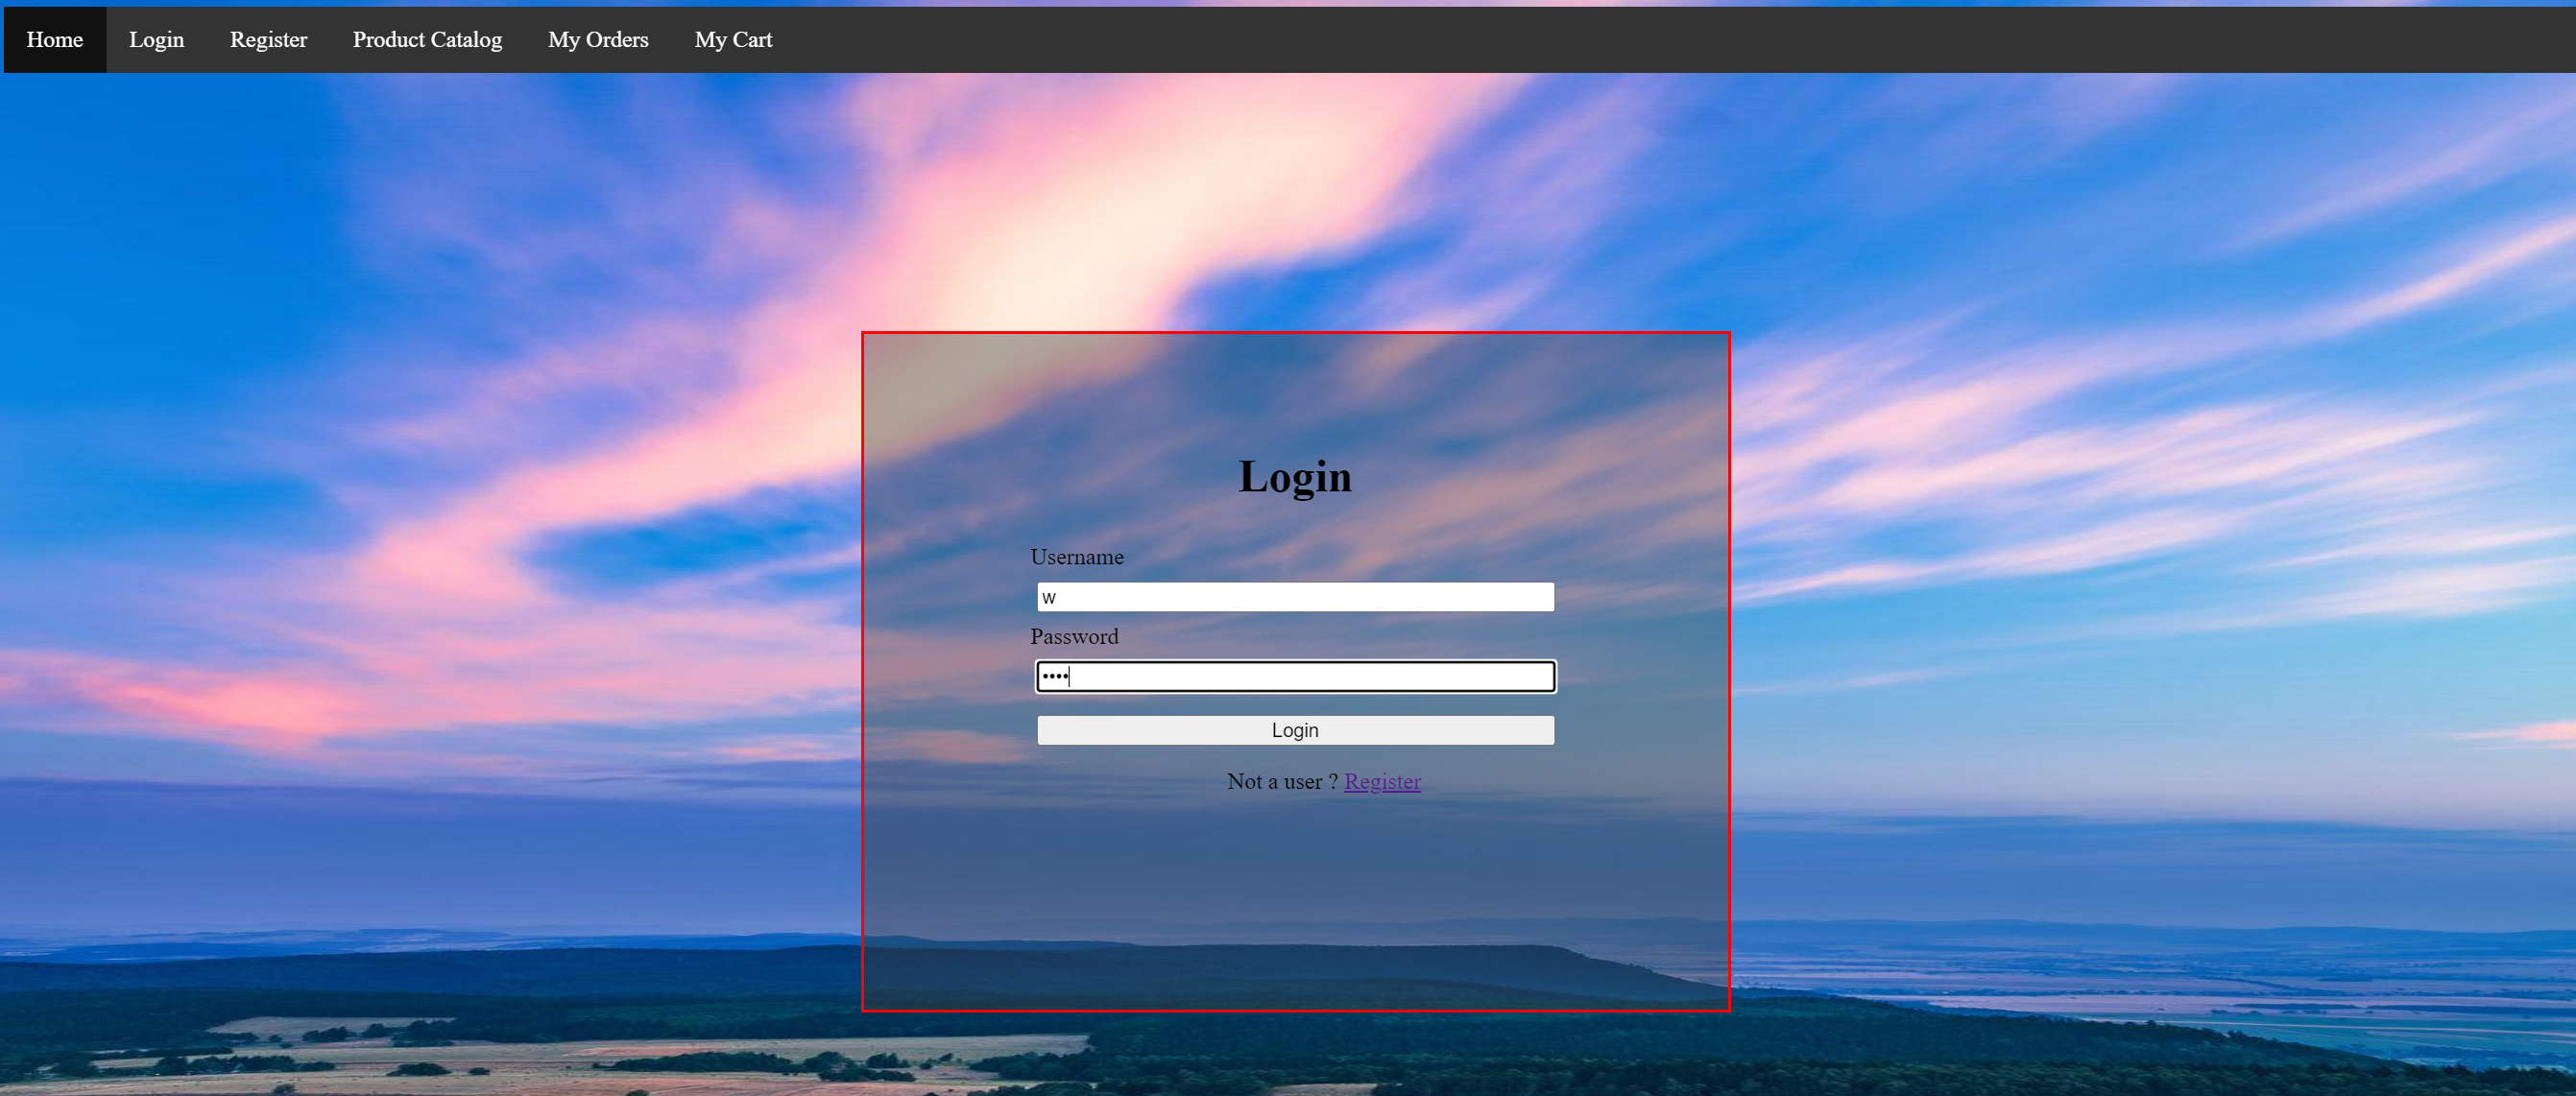 Home Login Register Product Catalog My Orders My Cart
Login
Username
w
Password
••••
Login
Not a user ? Register